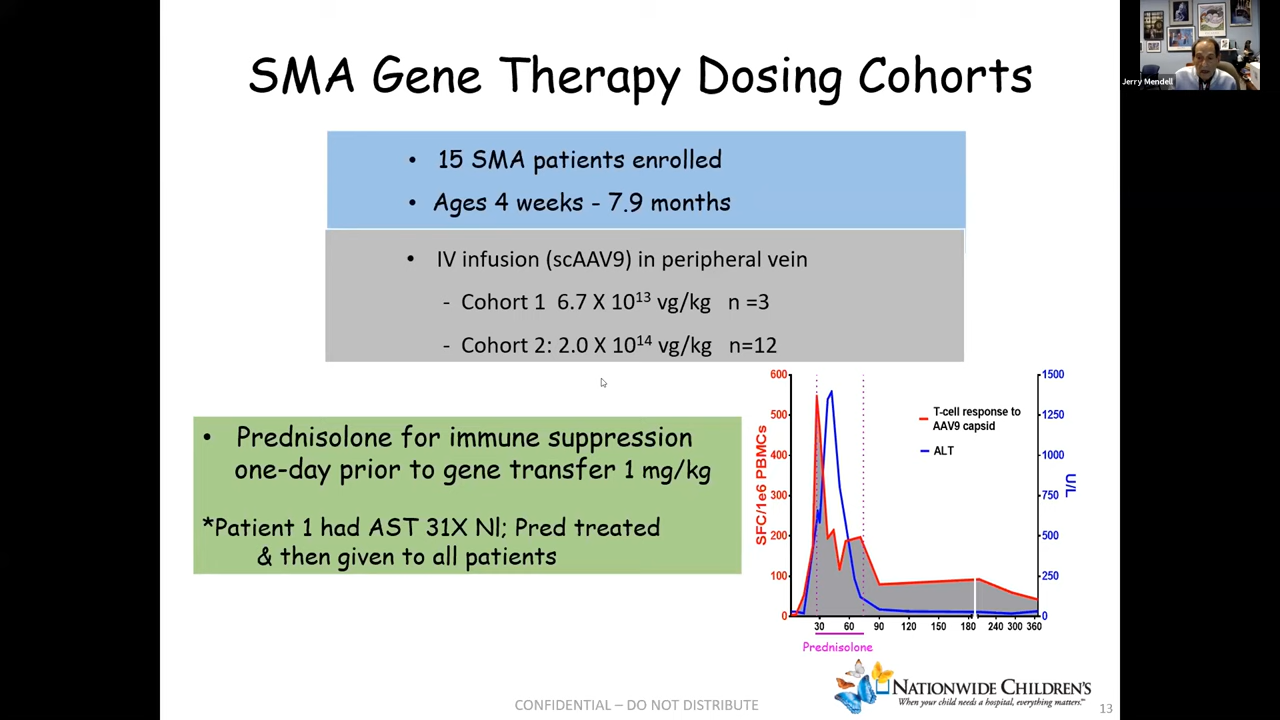 Jerry Mendell
SMA Gene Therapy Dosing Cohorts
• 15 SMA patients enrolled
• Ages 4 weeks - 7.9 months
• IV infusion (scAAV9) in peripheral vein
- Cohort 1 6.7 X 10¹³ vg/kg n =3
- Cohort 2: 2.0 X 10¹⁴ vg/kg n=12
• Prednisolone for immune suppression
one-day prior to gene transfer 1 mg/kg
*Patient 1 had AST 31X Nl; Pred treated
& then given to all patients
600
500
400
300
200
100
0
SFC/1e6 PBMCs
T-cell response to
AAV9 capsid
ALT
1500
1250
1000
750
500
250
0
U/L
30 60 90 120 150 180 240 300 360
Prednisolone
NATIONWIDE CHILDREN'S
When your child needs a hospital, everything matters.™
CONFIDENTIAL – DO NOT DISTRIBUTE
13